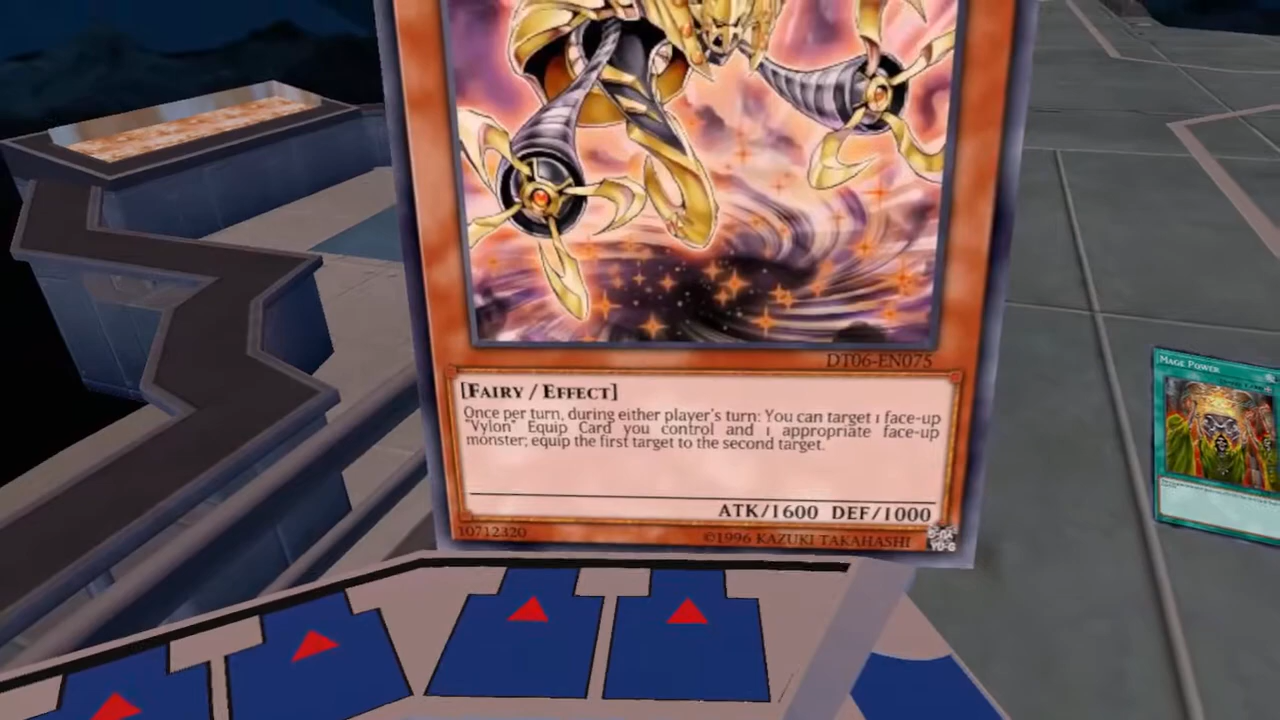 DT06-EN075
[FAIRY / EFFECT]
Once per turn, during either player's turn: You can target 1 face-up
"Vylon" Equip Card you control and 1 appropriate face-up
monster; equip the first target to the second target.
ATK/1600 DEF/1000
10712320
©1996 KAZUKI TAKAHASHI
MAGE POWER